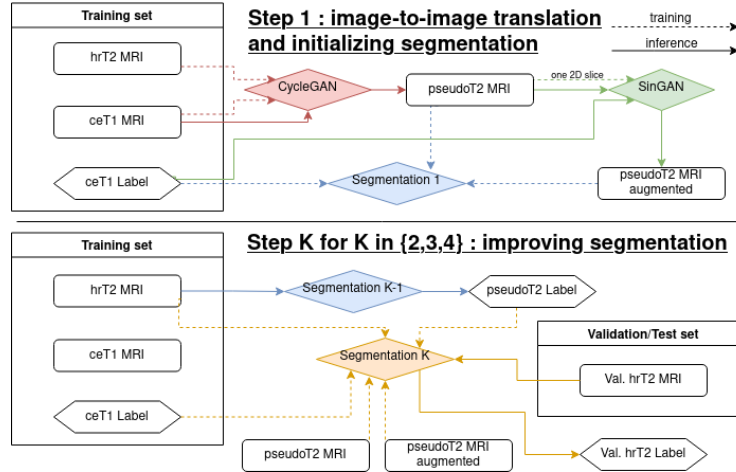 Training set
Step 1 : image-to-image translation
and initializing segmentation
training
inference
hrT2 MRI
CycleGAN
pseudoT2 MRI
one 2D slice
SinGAN
ceT1 MRI
ceT1 Label
Segmentation 1
pseudoT2 MRI
augmented
Training set
Step K for K in {2,3,4} : improving segmentation
hrT2 MRI
Segmentation K-1
pseudoT2 Label
Validation/Test set
ceT1 MRI
Segmentation K
Val. hrT2 MRI
ceT1 Label
pseudoT2 MRI
pseudoT2 MRI
augmented
Val. hrT2 Label